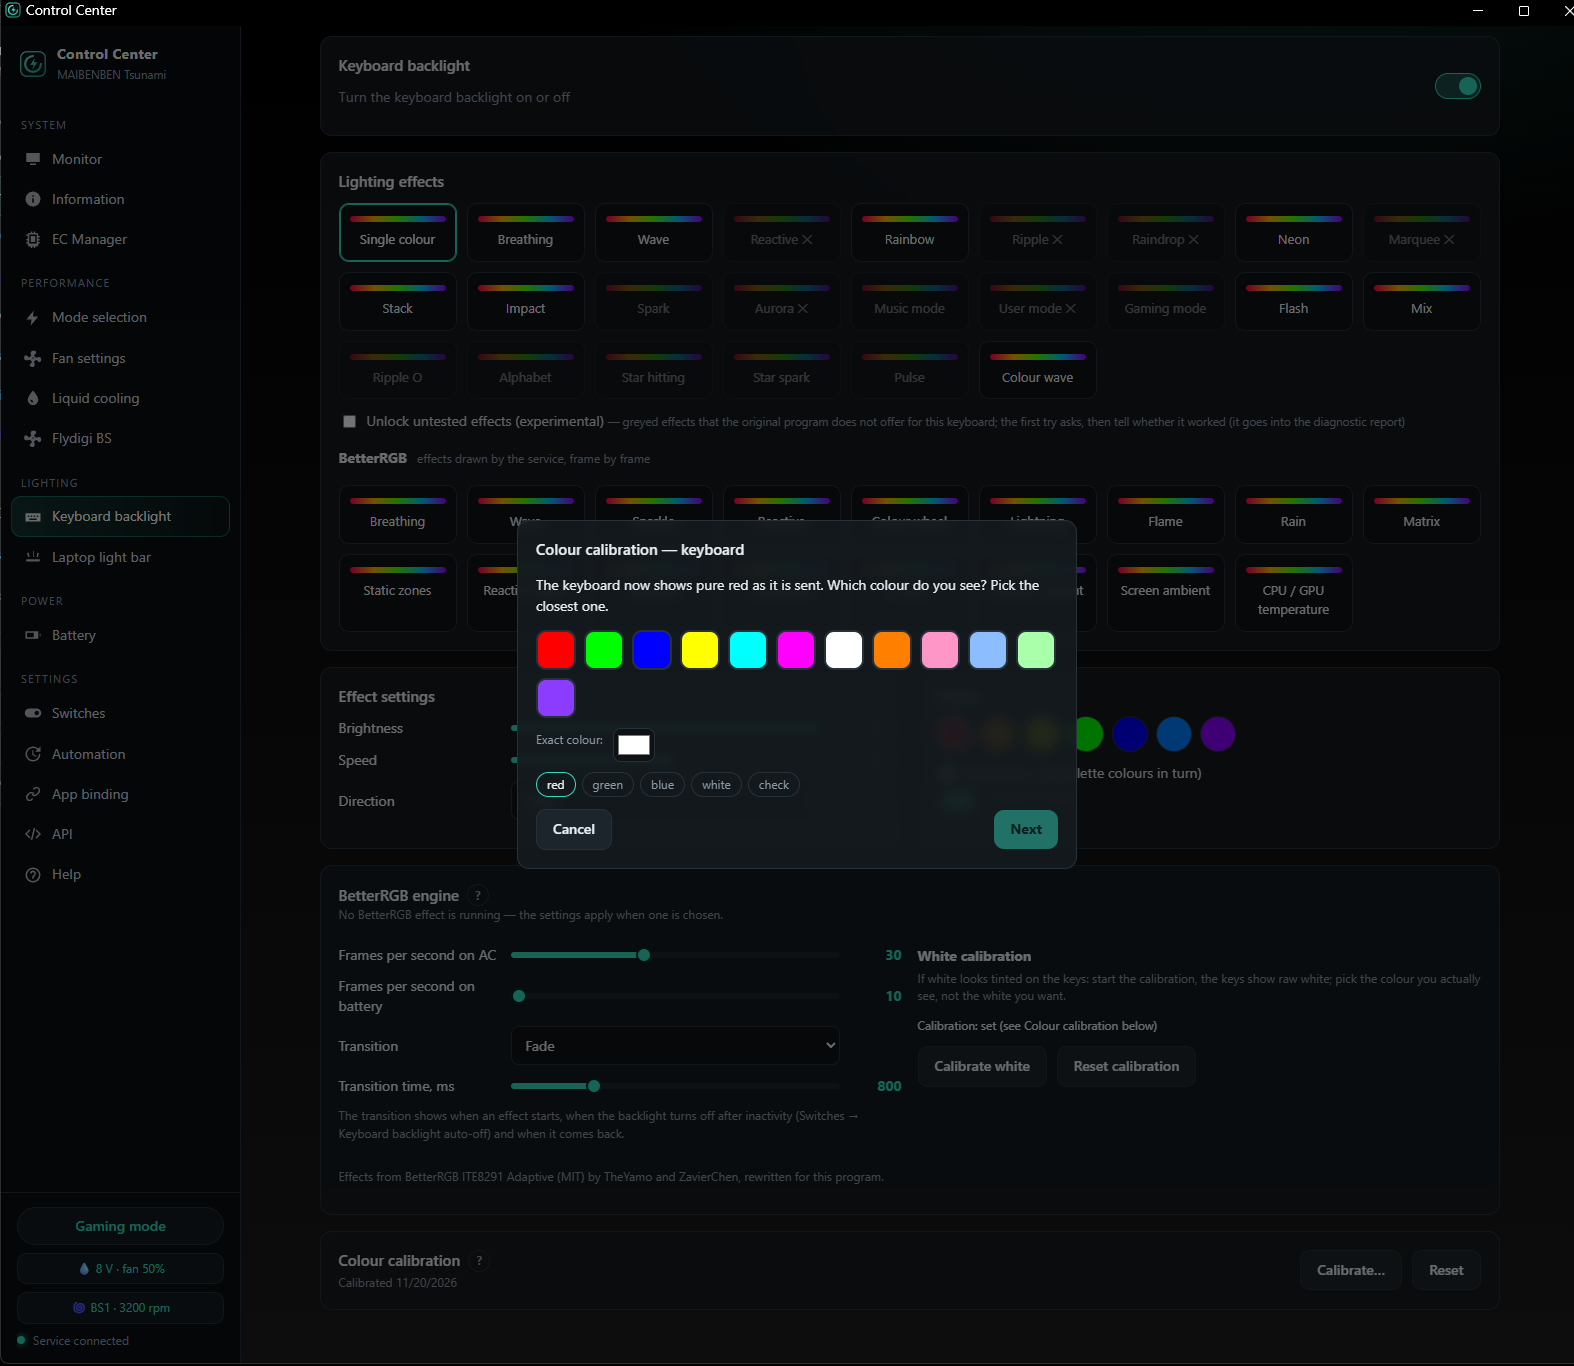 Control Center
Control Center
MAIBENBEN Tsunami
SYSTEM
Monitor
Information
EC Manager
PERFORMANCE
Mode selection
Fan settings
Liquid cooling
Flydigi BS
LIGHTING
Keyboard backlight
Laptop light bar
POWER
Battery
SETTINGS
Switches
Automation
App binding
API
Help
Gaming mode
8 V · fan 50%
BS1 · 3200 rpm
Service connected
Keyboard backlight
Turn the keyboard backlight on or off
Lighting effects
Single colour
Breathing
Wave
Reactive ✕
Rainbow
Ripple ✕
Raindrop ✕
Neon
Marquee ✕
Stack
Impact
Spark
Aurora ✕
Music mode
User mode ✕
Gaming mode
Flash
Mix
Ripple O
Alphabet
Star hitting
Star spark
Pulse
Colour wave
Unlock untested effects (experimental) — greyed effects that the original program does not offer for this keyboard; the first try asks, then tell whether it worked (it goes into the diagnostic report)
BetterRGB effects drawn by the service, frame by frame
Breathing
Wave
Sparkle
Reactive
Colour wheel
Lightning
Flame
Rain
Matrix
Static zones
Screen ambient
CPU / GPU
temperature
Colour calibration — keyboard
The keyboard now shows pure red as it is sent. Which colour do you see? Pick the
closest one.
Exact colour:
red
green
blue
white
check
Cancel
Next
Effect settings
Brightness
Speed
Direction
lette colours in turn)
BetterRGB engine ?
No BetterRGB effect is running — the settings apply when one is chosen.
Frames per second on AC
30
Frames per second on
battery
10
Transition
Fade
Transition time, ms
800
The transition shows when an effect starts, when the backlight turns off after inactivity (Switches →
Keyboard backlight auto-off) and when it comes back.
Effects from BetterRGB ITE8291 Adaptive (MIT) by TheYamo and ZavierChen, rewritten for this program.
White calibration
If white looks tinted on the keys: start the calibration, the keys show raw white; pick the colour you actually
see, not the white you want.
Calibration: set (see Colour calibration below)
Calibrate white
Reset calibration
Colour calibration ?
Calibrated 11/20/2026
Calibrate...
Reset